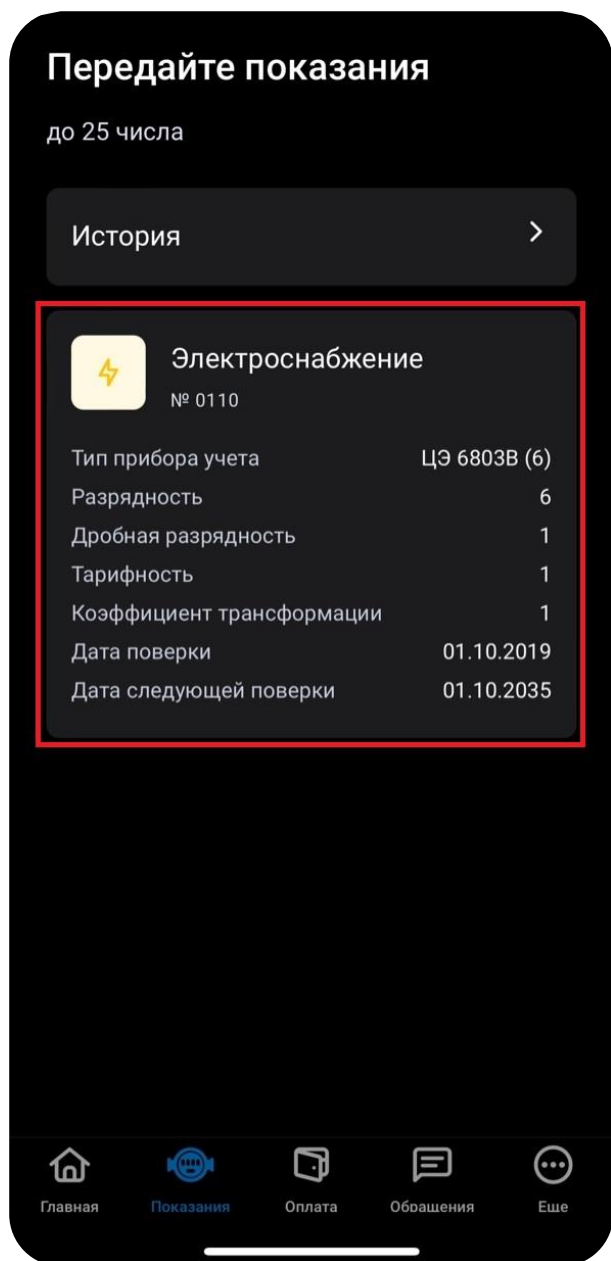 Передайте показания
до 25 числа
История
Электроснабжение
№ 0110
Тип прибора учета ЦЭ 6803В (6)
Разрядность 6
Дробная разрядность 1
Тарифность 1
Коэффициент трансформации 1
Дата поверки 01.10.2019
Дата следующей поверки 01.10.2035
Главная Показания Оплата Обращения Еще